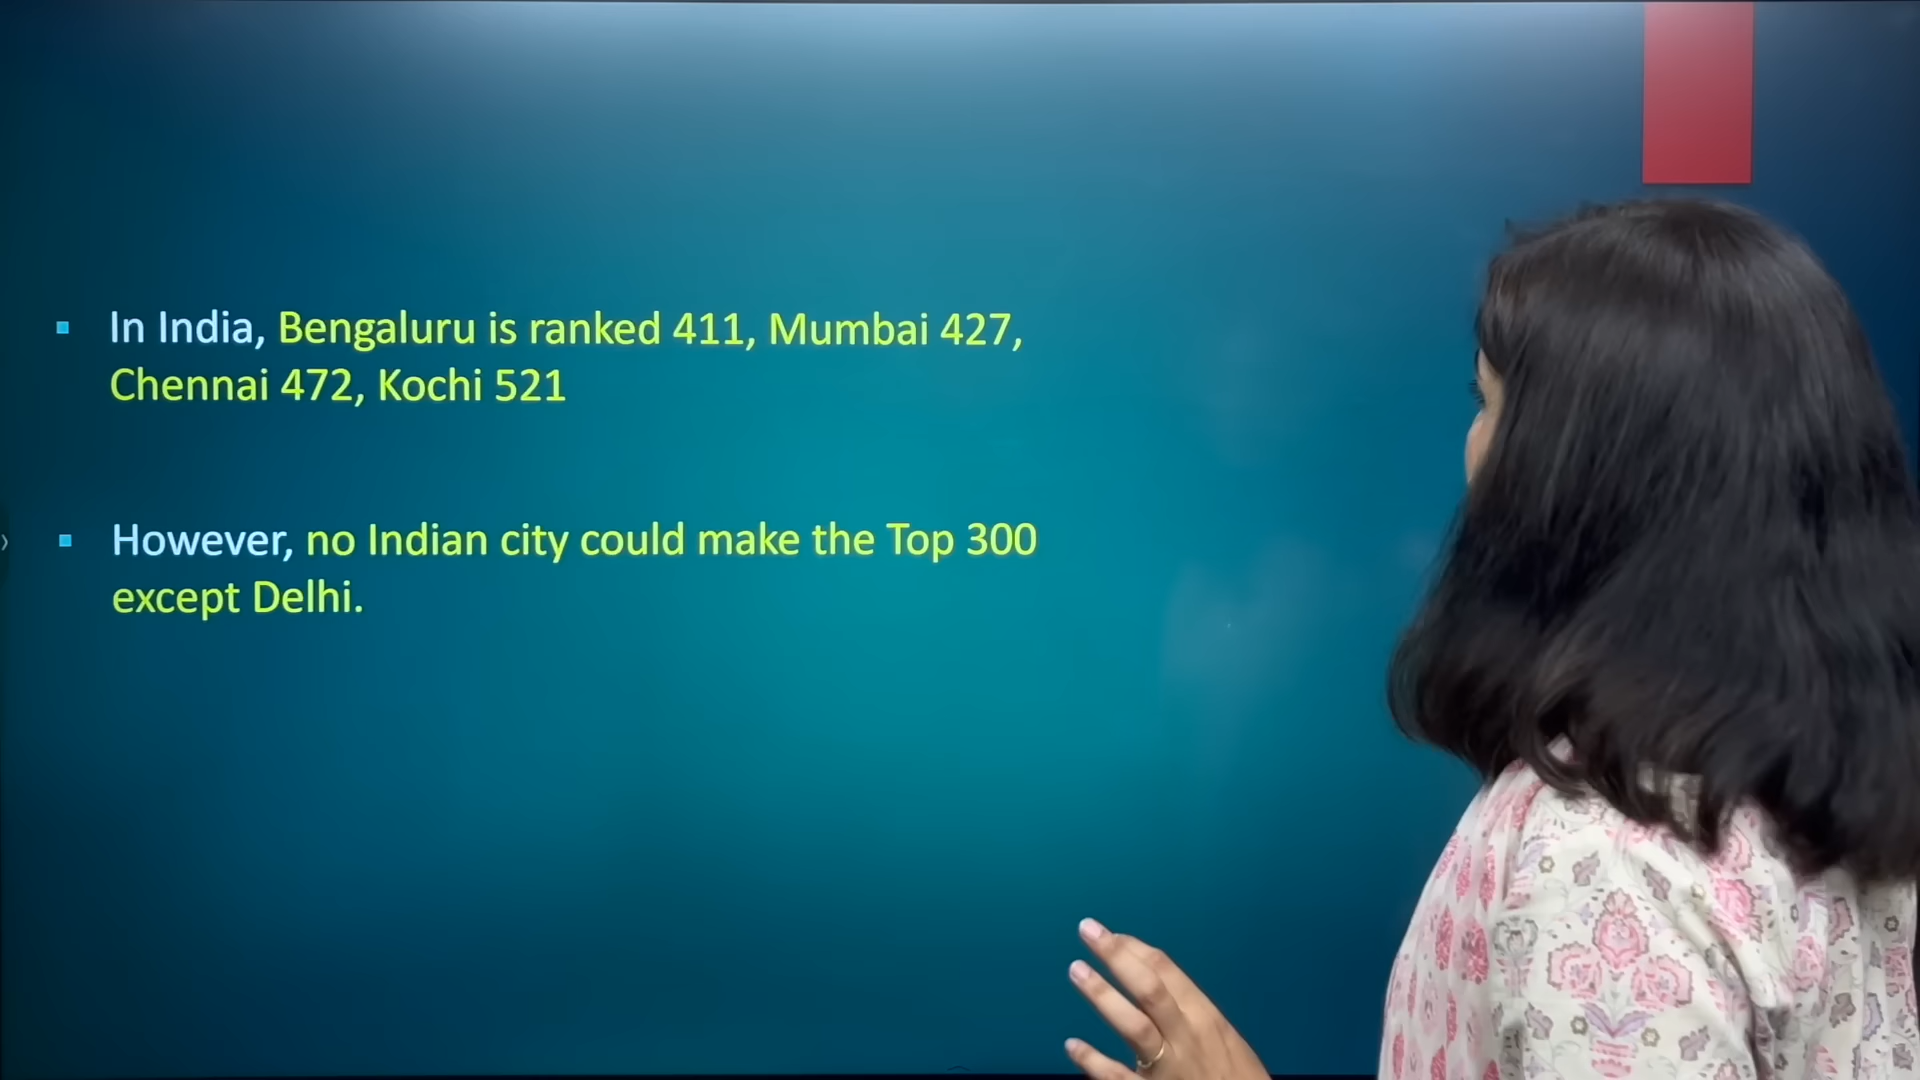 In India, Bengaluru is ranked 411, Mumbai 427,
Chennai 472, Kochi 521
However, no Indian city could make the Top 300
except Delhi.